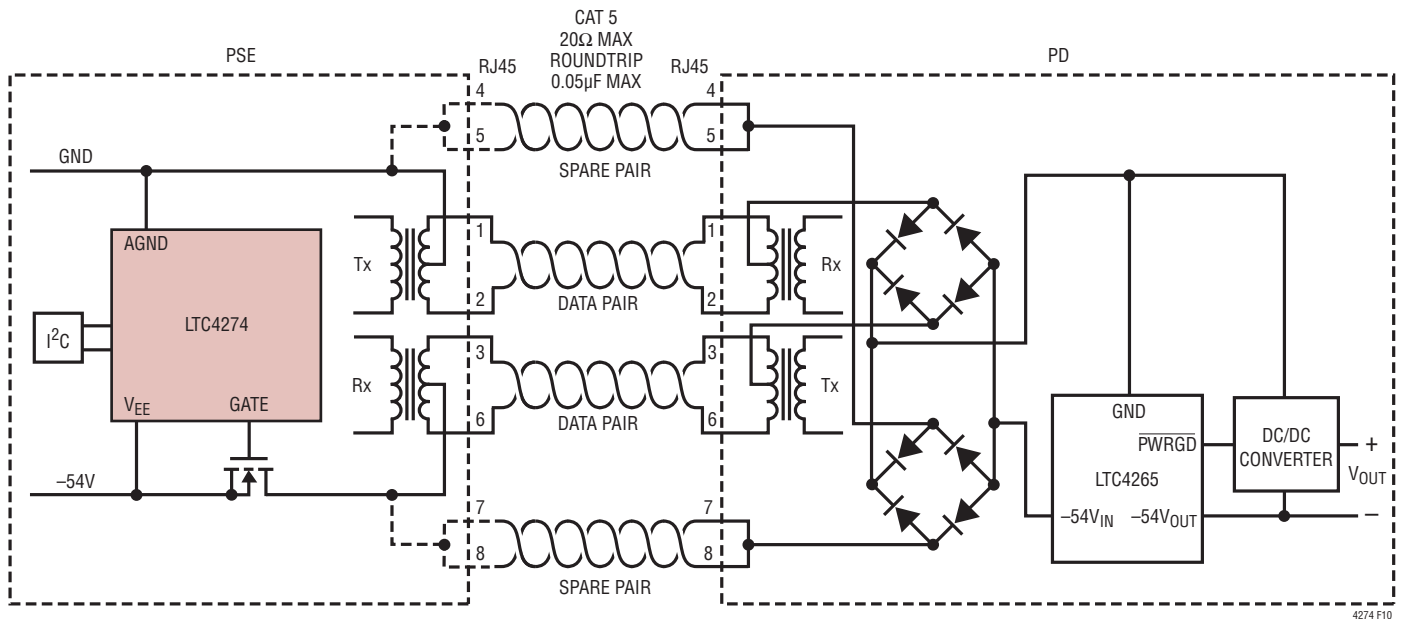 CAT 5
20Ω MAX
ROUNDTRIP
0.05µF MAX
PSE
RJ45
RJ45
PD
4
5
4
5
SPARE PAIR
GND
AGND
LTC4274
I2C
VEE
GATE
–54V
Tx
1
2
DATA PAIR
1
2
Rx
Rx
3
6
DATA PAIR
3
6
Tx
7
8
SPARE PAIR
7
8
GND
PWRGD
LTC4265
–54VIN
–54VOUT
DC/DC
CONVERTER
+
VOUT
–
4274 F10